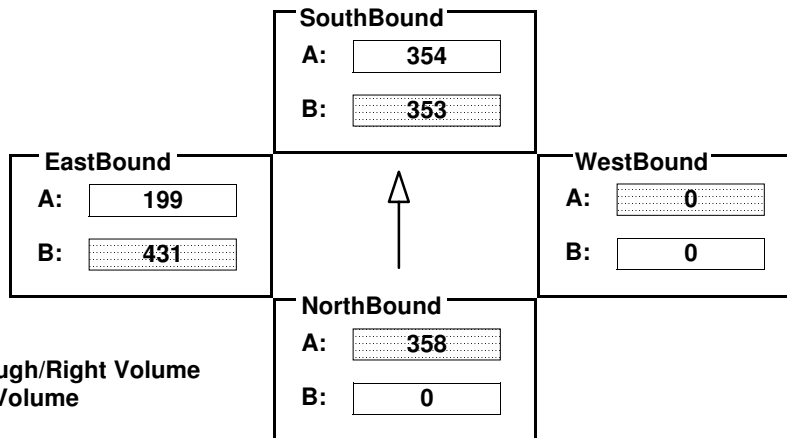 SouthBound
A: 354
B: 353
EastBound
A: 199
B: 431
WestBound
A: 0
B: 0
NorthBound
A: 358
B: 0
ugh/Right Volume
Volume